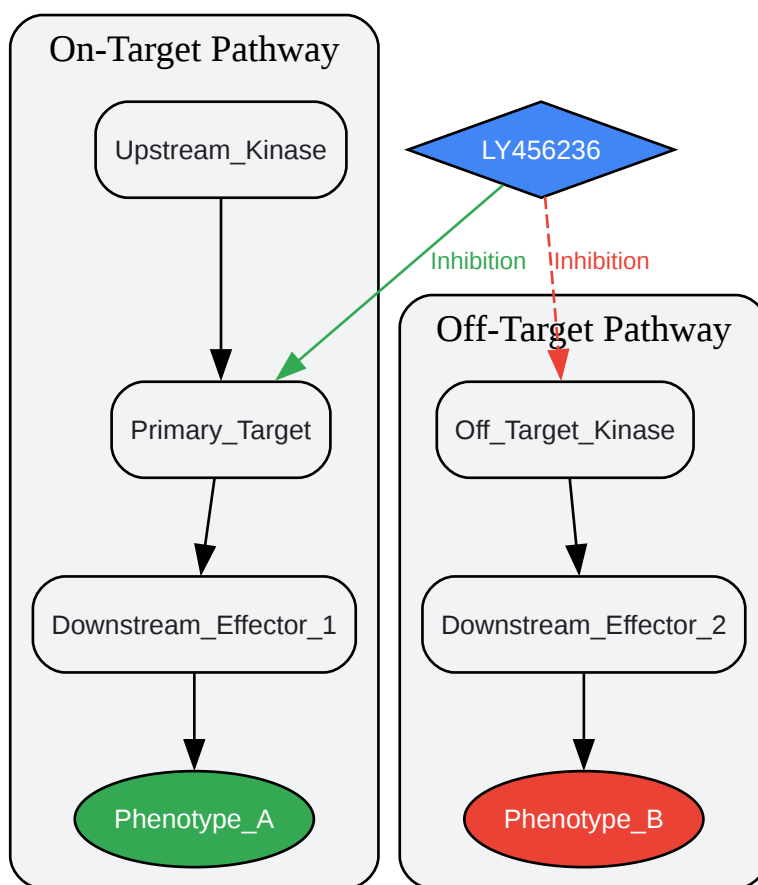 On-Target Pathway
Upstream_Kinase
LY456236
Inhibition
Inhibition
Off-Target Pathway
Primary_Target
Off_Target_Kinase
Downstream_Effector_1
Downstream_Effector_2
Phenotype_A
Phenotype_B